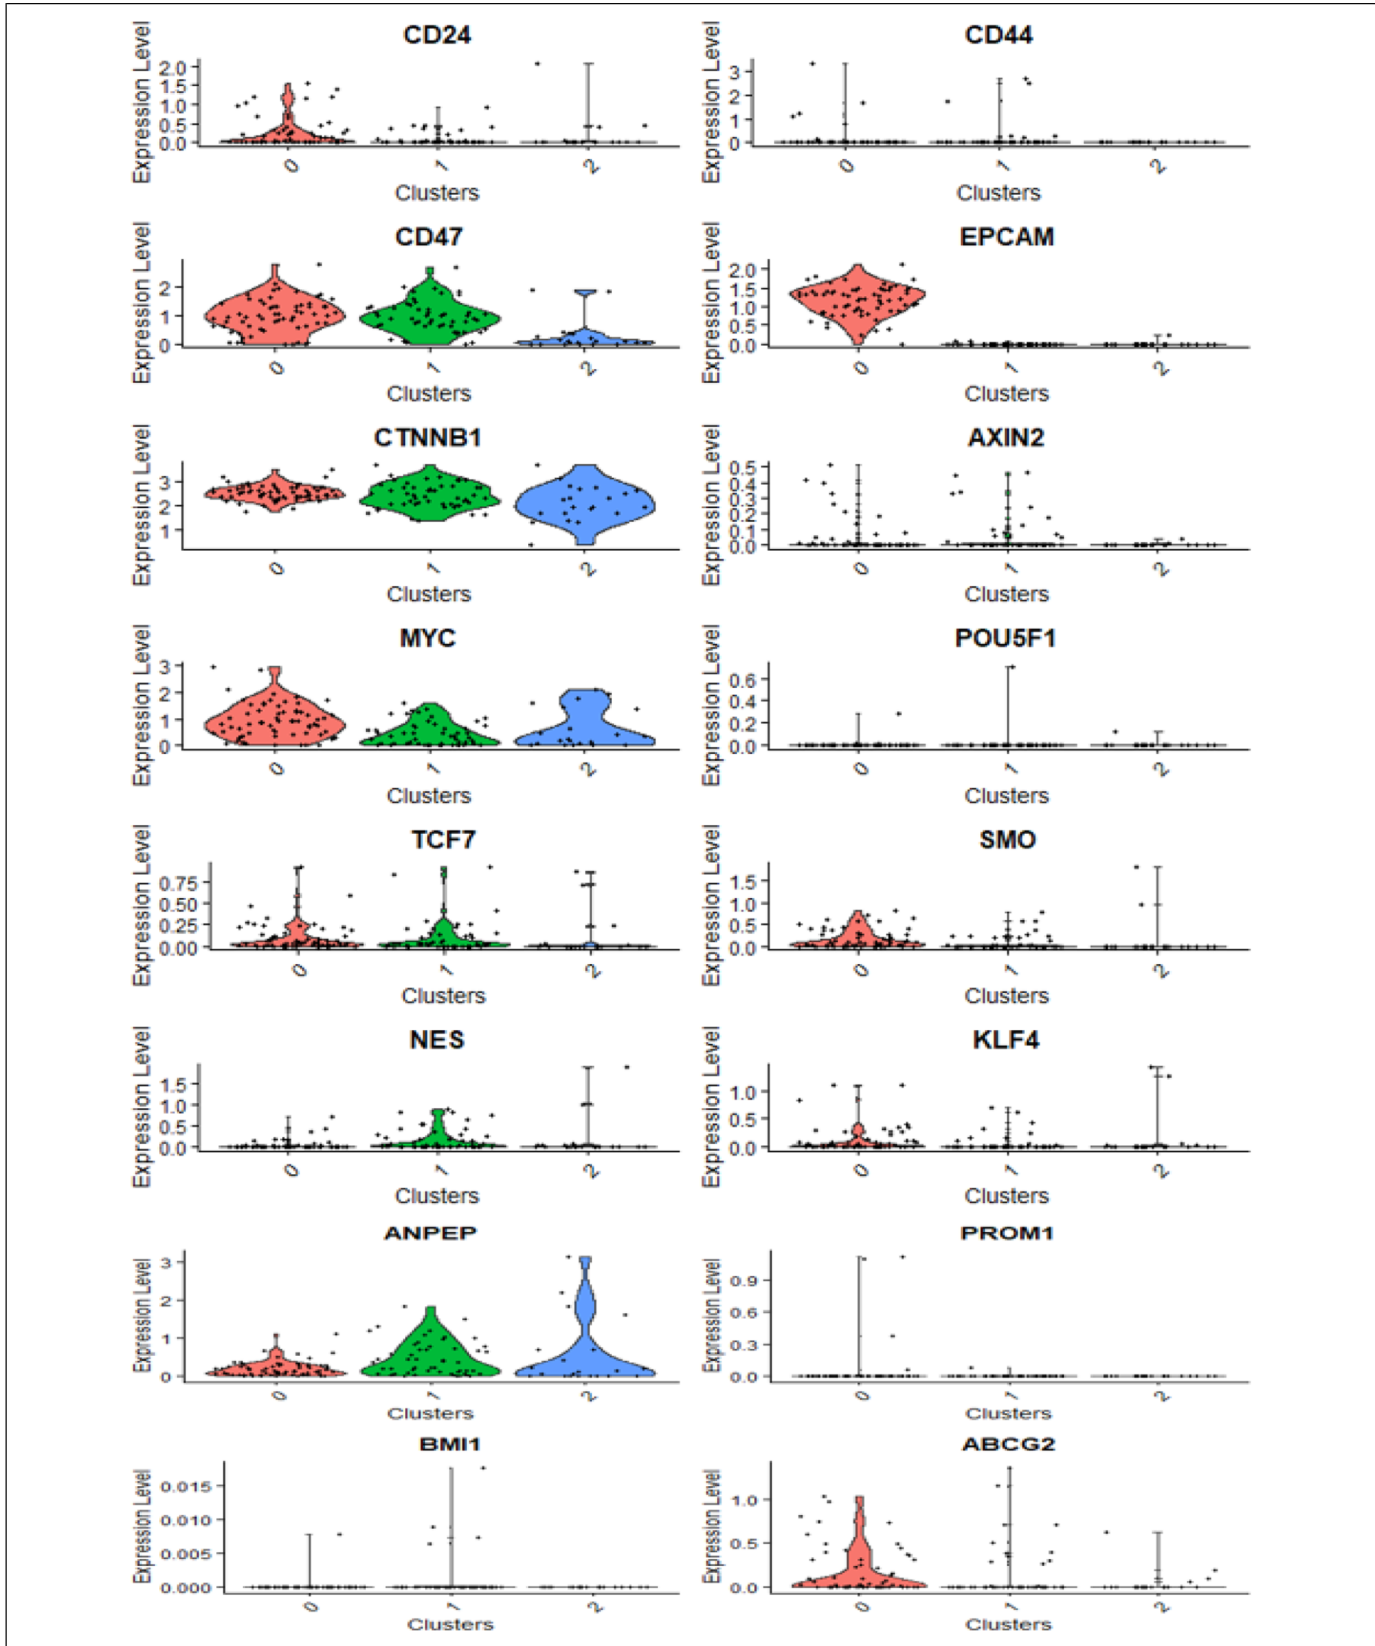 CD24
Expression Level
2.0
1.5
1.0
0.5
0.0
0
1
2
Clusters
CD44
Expression Level
3
2
1
0
0
1
2
Clusters
CD47
Expression Level
2
1
0
0
1
2
Clusters
EPCAM
Expression Level
2.0
1.5
1.0
0.5
0.0
0
1
2
Clusters
CTNNB1
Expression Level
3
2
1
0
1
2
Clusters
AXIN2
Expression Level
0.5
0.4
0.3
0.2
0.1
0.0
0
1
2
Clusters
MYC
Expression Level
3
2
1
0
0
1
2
Clusters
POU5F1
Expression Level
0.6
0.4
0.2
0.0
0
1
2
Clusters
TCF7
Expression Level
0.75
0.50
0.25
0.00
0
1
2
Clusters
SMO
Expression Level
1.5
1.0
0.5
0.0
0
1
2
Clusters
NES
Expression Level
1.5
1.0
0.5
0.0
0
1
2
Clusters
KLF4
Expression Level
1.0
0.5
0.0
0
1
2
Clusters
ANPEP
Expression Level
3
2
1
0
0
1
2
Clusters
PROM1
Expression Level
0.9
0.6
0.3
0.0
0
1
2
Clusters
BMI1
Expression Level
0.015
0.010
0.005
0.000
0
1
2
Clusters
ABCG2
Expression Level
1.0
0.5
0.0
0
1
2
Clusters